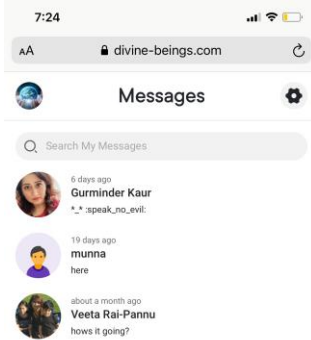 7:24
AA divine-beings.com
Messages
Search My Messages
6 days ago
Gurminder Kaur
*_* :speak_no_evil:
19 days ago
munna
here
about a month ago
Veeta Rai-Pannu
hows it going?